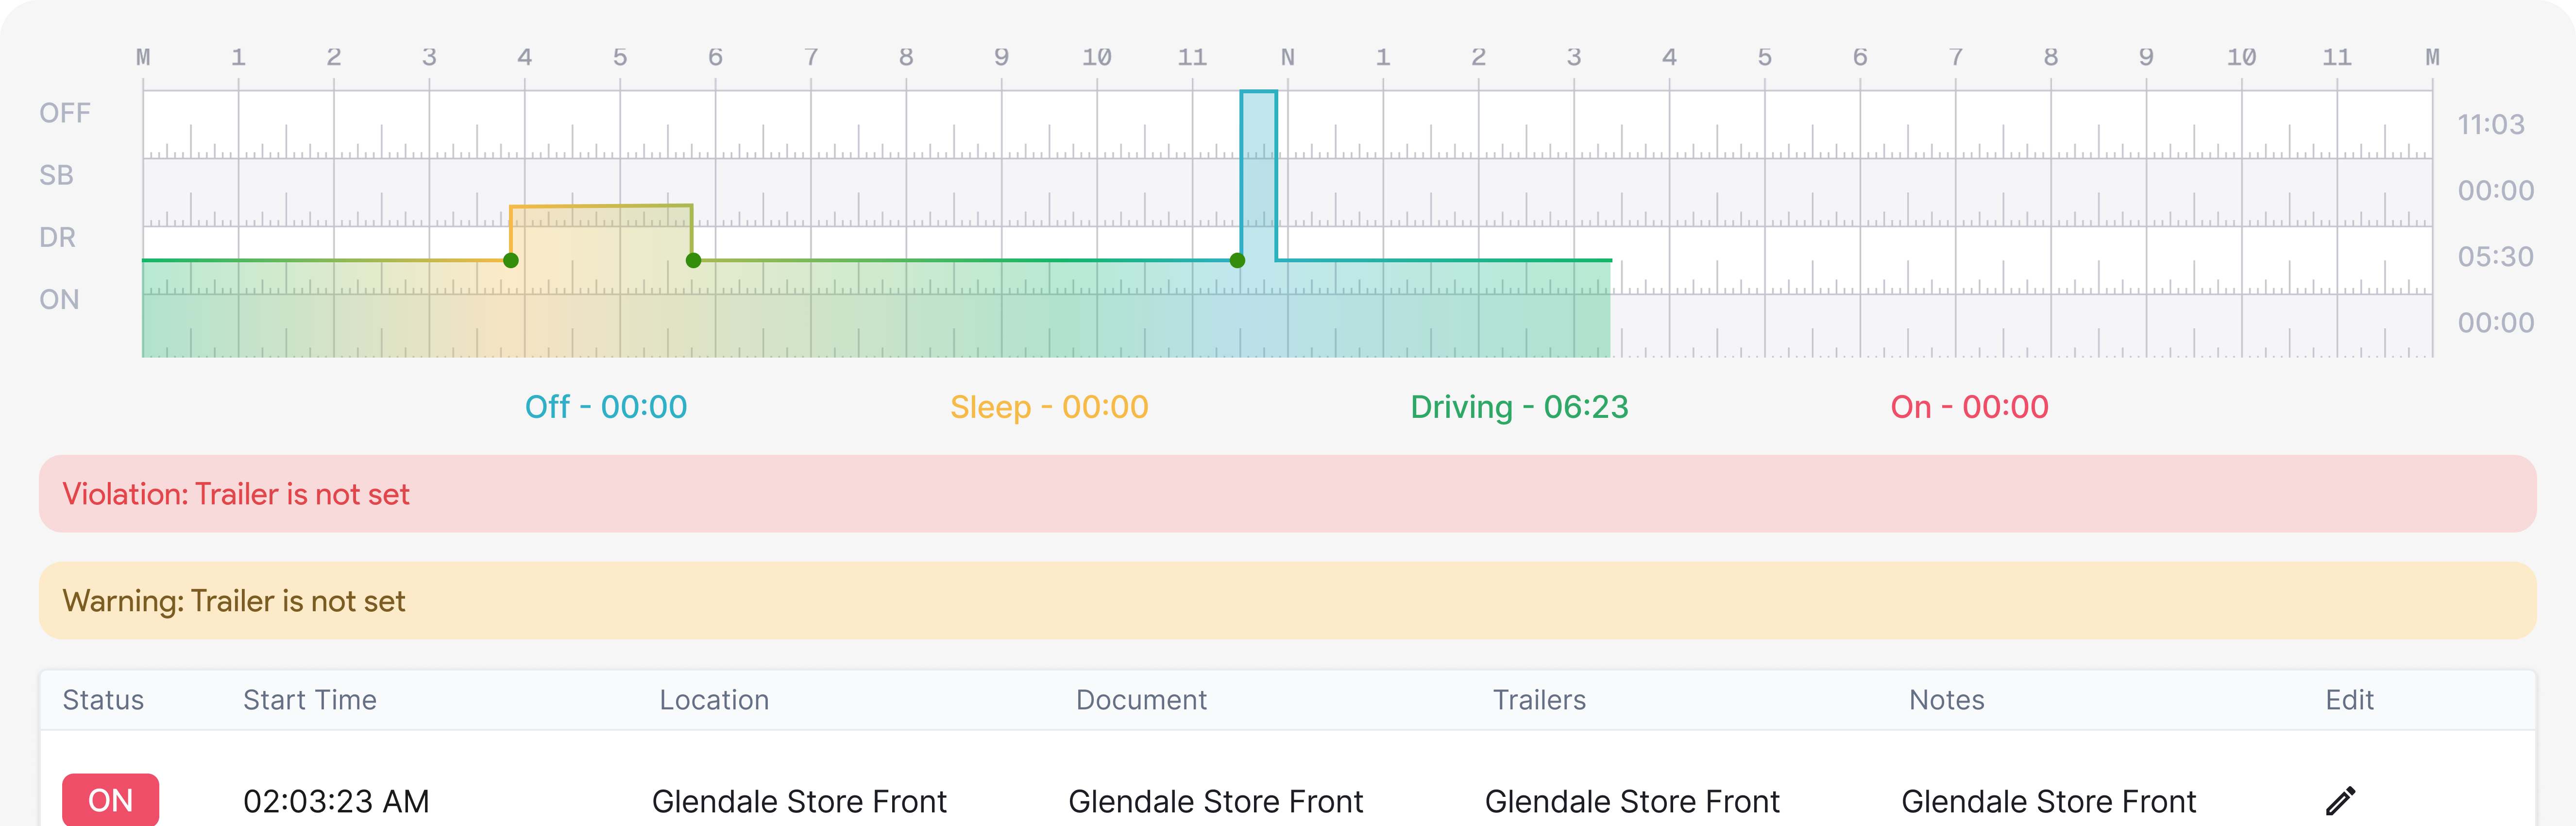 M 1 2 3 4 5 6 7 8 9 10 11 N 1 2 3 4 5 6 7 8 9 10 11 M
OFF 11:03
SB 00:00
DR 05:30
ON 00:00
Off - 00:00 Sleep - 00:00 Driving - 06:23 On - 00:00
Violation: Trailer is not set
Warning: Trailer is not set
Status Start Time Location Document Trailers Notes Edit
ON 02:03:23 AM Glendale Store Front Glendale Store Front Glendale Store Front Glendale Store Front